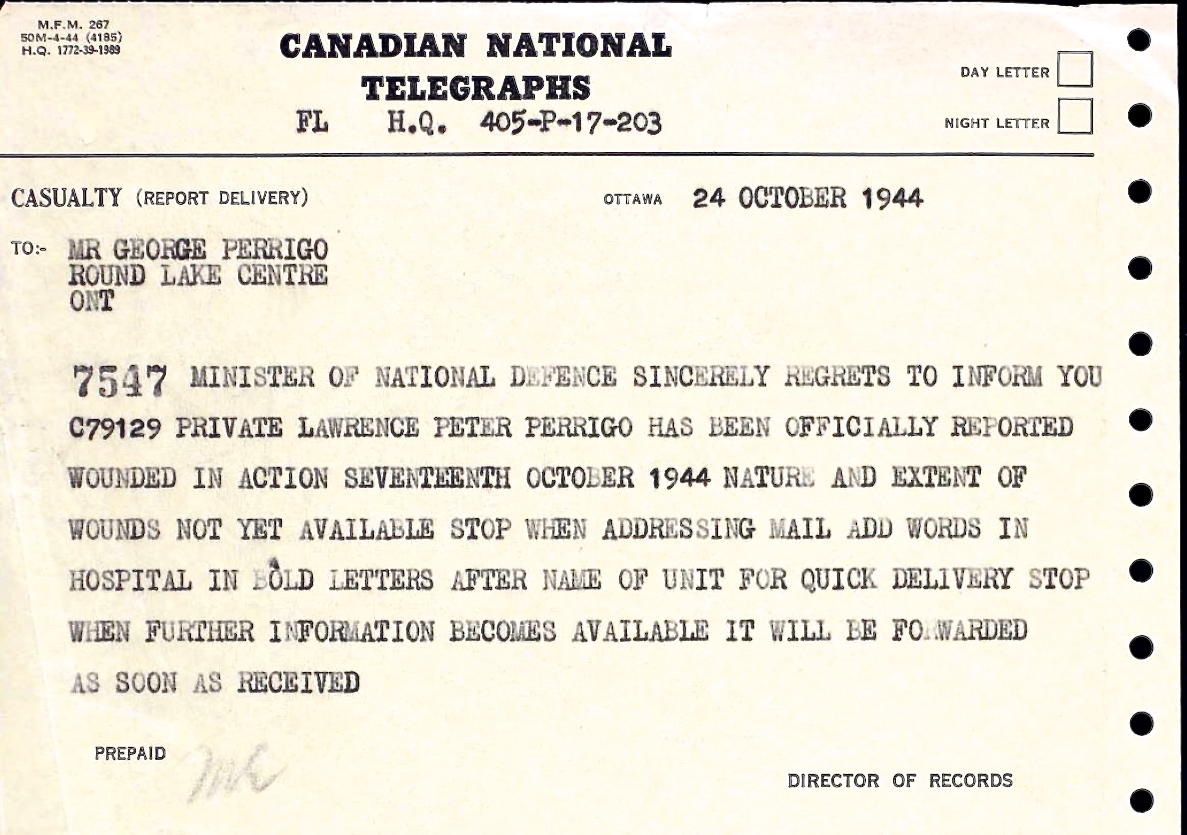 M.F.M. 267
50M-4-44 (4185)
H.Q. 1772-39-1989
CANADIAN NATIONAL
TELEGRAPHS
DAY LETTER
FL H.Q. 405-P-17-203
NIGHT LETTER
CASUALTY (REPORT DELIVERY) OTTAWA 24 OCTOBER 1944
TO:- MR GEORGE PERRIGO
ROUND LAKE CENTRE
ONT
7547 MINISTER OF NATIONAL DEFENCE SINCERELY REGRETS TO INFORM YOU
C79129 PRIVATE LAWRENCE PETER PERRIGO HAS BEEN OFFICIALLY REPORTED
WOUNDED IN ACTION SEVENTEENTH OCTOBER 1944 NATURE AND EXTENT OF
WOUNDS NOT YET AVAILABLE STOP WHEN ADDRESSING MAIL ADD WORDS IN
HOSPITAL IN BOLD LETTERS AFTER NAME OF UNIT FOR QUICK DELIVERY STOP
WHEN FURTHER INFORMATION BECOMES AVAILABLE IT WILL BE FORWARDED
AS SOON AS RECEIVED
PREPAID
DIRECTOR OF RECORDS